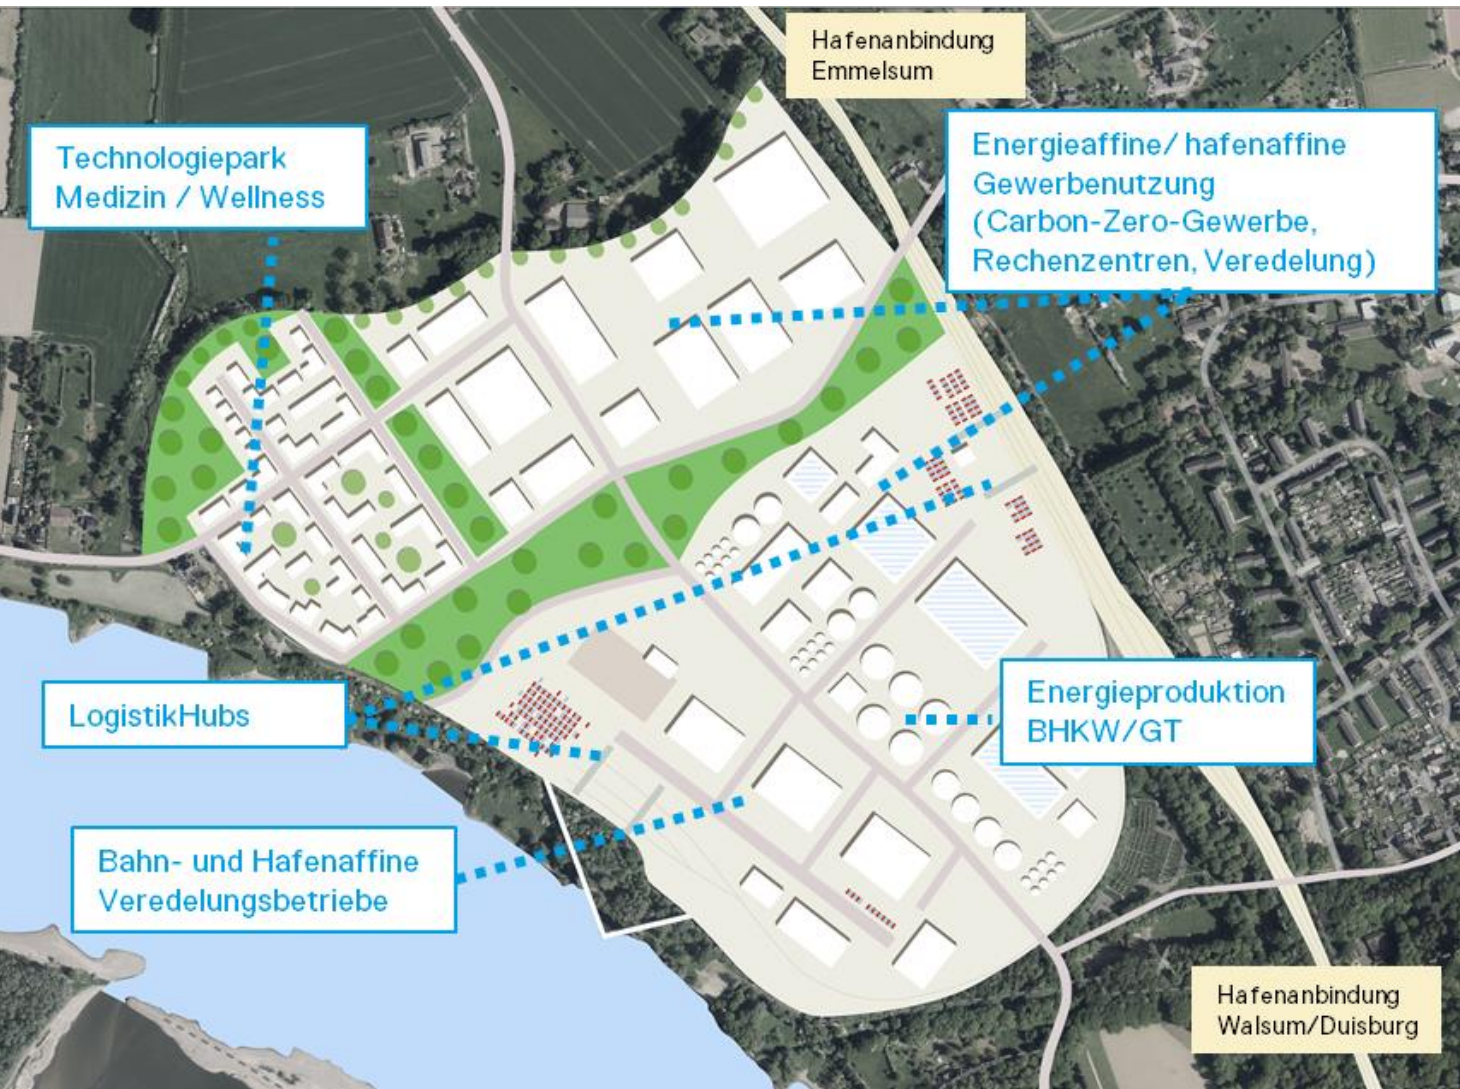 Hafenanbindung
Emmelsum
Technologiepark
Medizin / Wellness
Energieaffine/ hafenaffine
Gewerbenutzung
(Carbon-Zero-Gewerbe,
Rechenzentren, Veredelung)
LogistikHubs
Energieproduktion
BHKW/GT
Bahn- und Hafenaffine
Veredelungsbetriebe
Hafenanbindung
Walsum/Duisburg